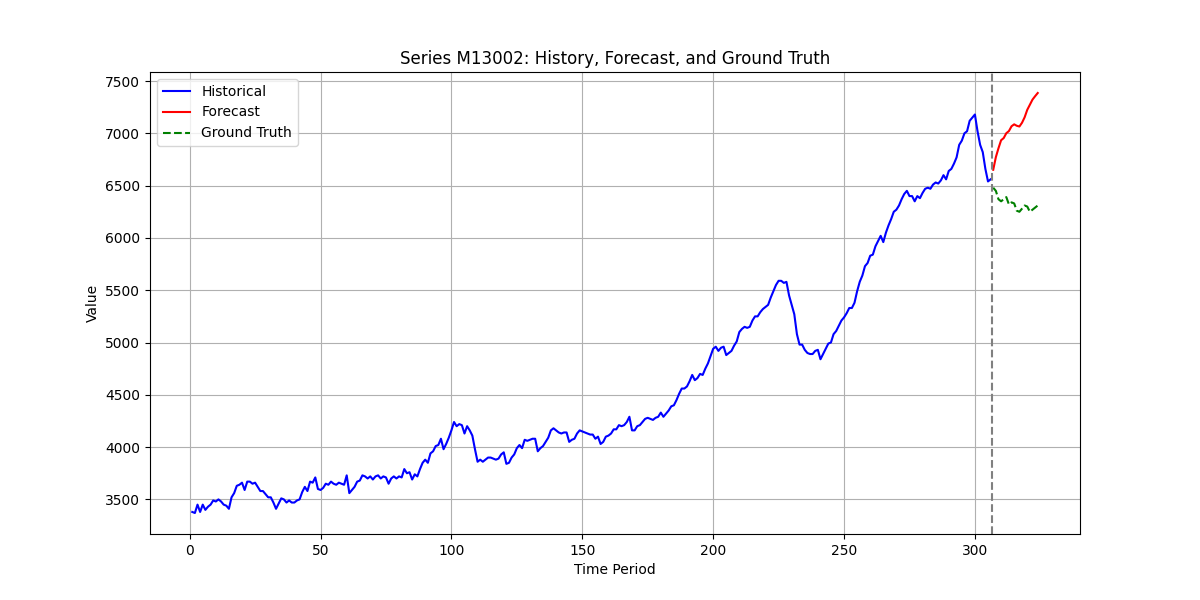 Series M13002: History, Forecast, and Ground Truth
Historical
Forecast
Ground Truth
7500
7000
6500
6000
5500
5000
4500
4000
3500
Value
0 50 100 150 200 250 300
Time Period